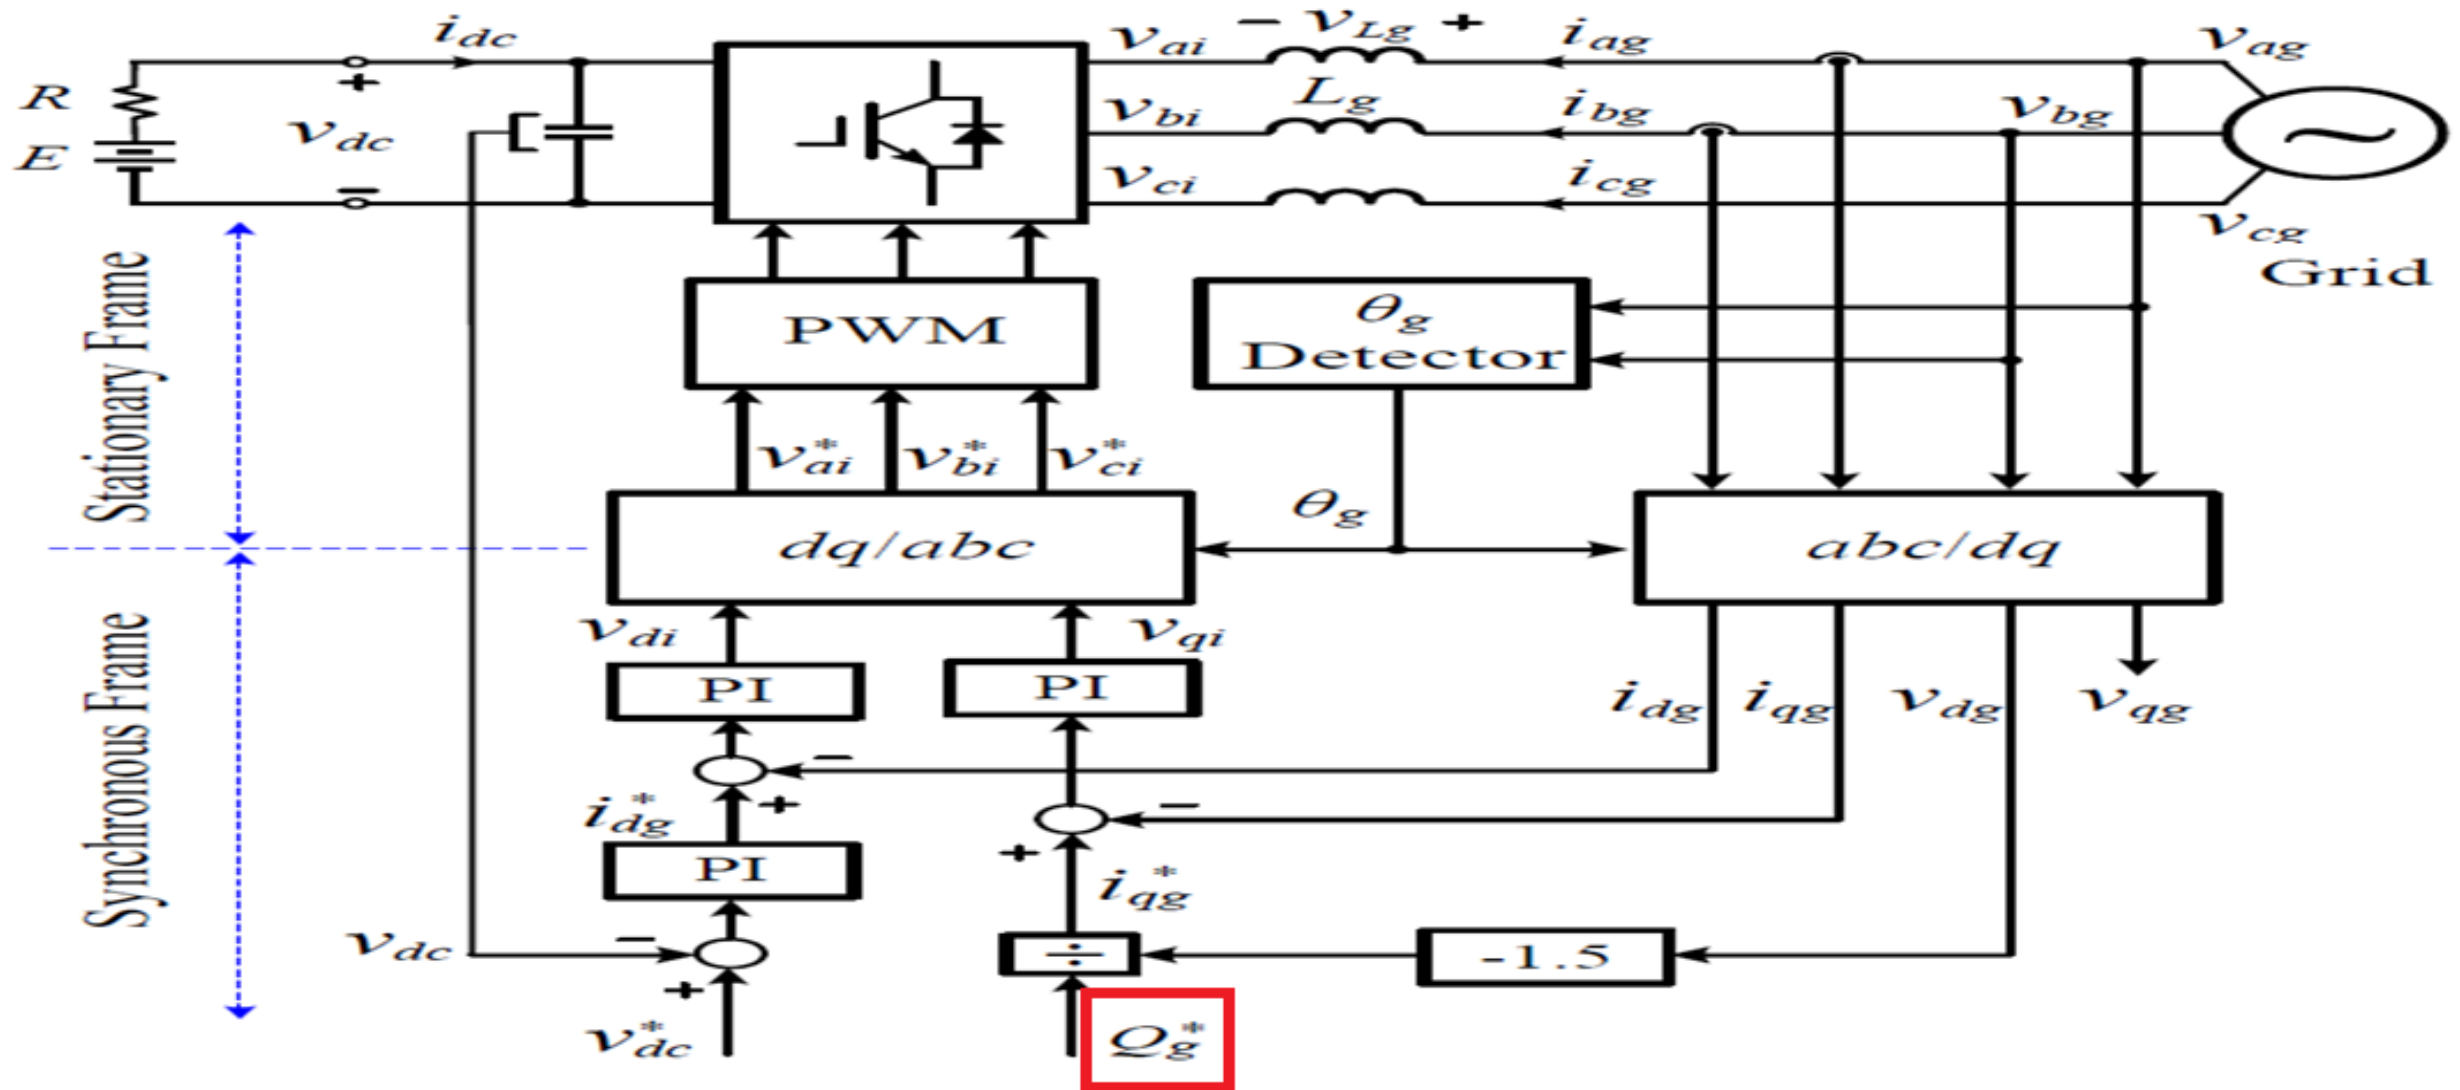 i_dc
v_ai
− v_Lg +
i_ag
v_ag
R
+
v_dc
E
−
v_bi
L_g
i_bg
v_bg
v_ci
i_cg
v_cg
Grid
Stationary Frame
PWM
θ_g
Detector
v*_ai
v*_bi
v*_ci
θ_g
dq/abc
abc/dq
Synchronous Frame
v_di
v_qi
PI
PI
i_dg
i_qg
v_dg
v_qg
−
+
−
i*_dg
+
PI
i*_qg
v_dc
−
÷
-1.5
+
v*_dc
Q*_g